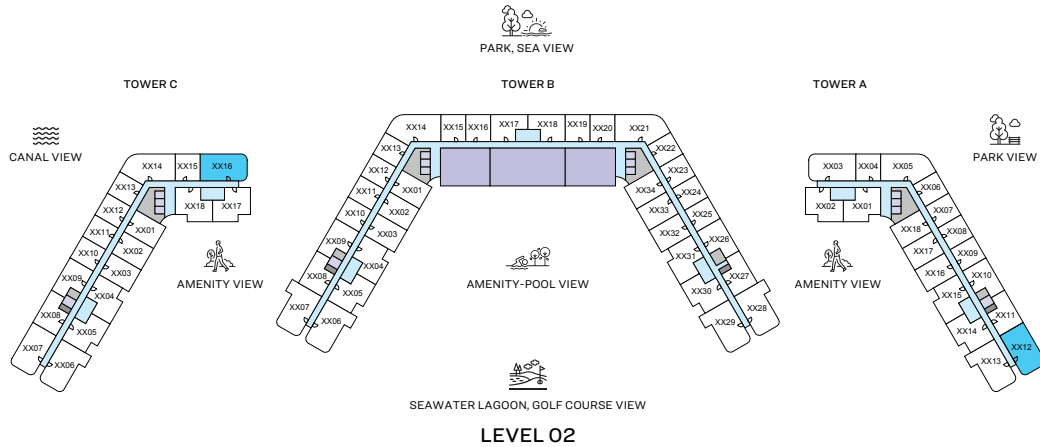 PARK, SEA VIEW
TOWER C
TOWER B
TOWER A
CANAL VIEW
PARK VIEW
XX14
XX15
XX16
XX13
XX12
XX11
XX10
XX09
XX08
XX07
XX18
XX17
XX01
XX02
XX03
XX04
XX05
XX06
XX14
XX15
XX16
XX17
XX18
XX19
XX20
XX21
XX13
XX12
XX11
XX10
XX09
XX08
XX07
XX01
XX02
XX03
XX04
XX05
XX06
XX22
XX23
XX24
XX25
XX26
XX27
XX28
XX34
XX33
XX32
XX31
XX30
XX29
XX03
XX04
XX05
XX02
XX01
XX06
XX07
XX08
XX09
XX10
XX11
XX12
XX18
XX17
XX16
XX15
XX14
XX13
AMENITY VIEW
AMENITY-POOL VIEW
AMENITY VIEW
SEAWATER LAGOON, GOLF COURSE VIEW
LEVEL 02